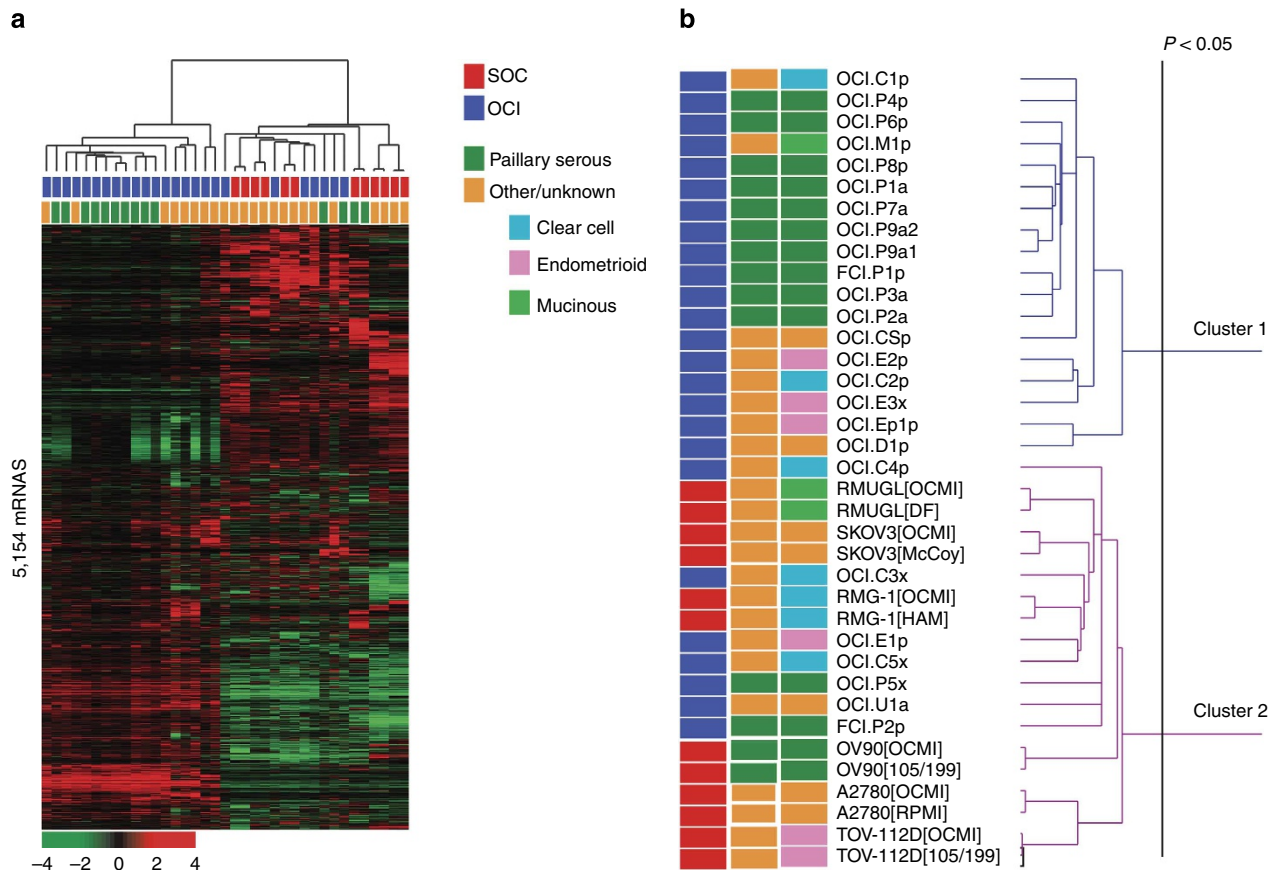 a
SOC
OCI
Paillary serous
Other/unknown
Clear cell
Endometrioid
Mucinous
5,154 mRNAS
–4 –2 0 2 4
b
P < 0.05
OCI.C1p
OCI.P4p
OCI.P6p
OCI.M1p
OCI.P8p
OCI.P1a
OCI.P7a
OCI.P9a2
OCI.P9a1
FCI.P1p
OCI.P3a
OCI.P2a
OCI.CSp
OCI.E2p
OCI.C2p
OCI.E3x
OCI.Ep1p
OCI.D1p
OCI.C4p
RMUGL[OCMI]
RMUGL[DF]
SKOV3[OCMI]
SKOV3[McCoy]
OCI.C3x
RMG-1[OCMI]
RMG-1[HAM]
OCI.E1p
OCI.C5x
OCI.P5x
OCI.U1a
FCI.P2p
OV90[OCMI]
OV90[105/199]
A2780[OCMI]
A2780[RPMI]
TOV-112D[OCMI]
TOV-112D[105/199]
Cluster 1
Cluster 2